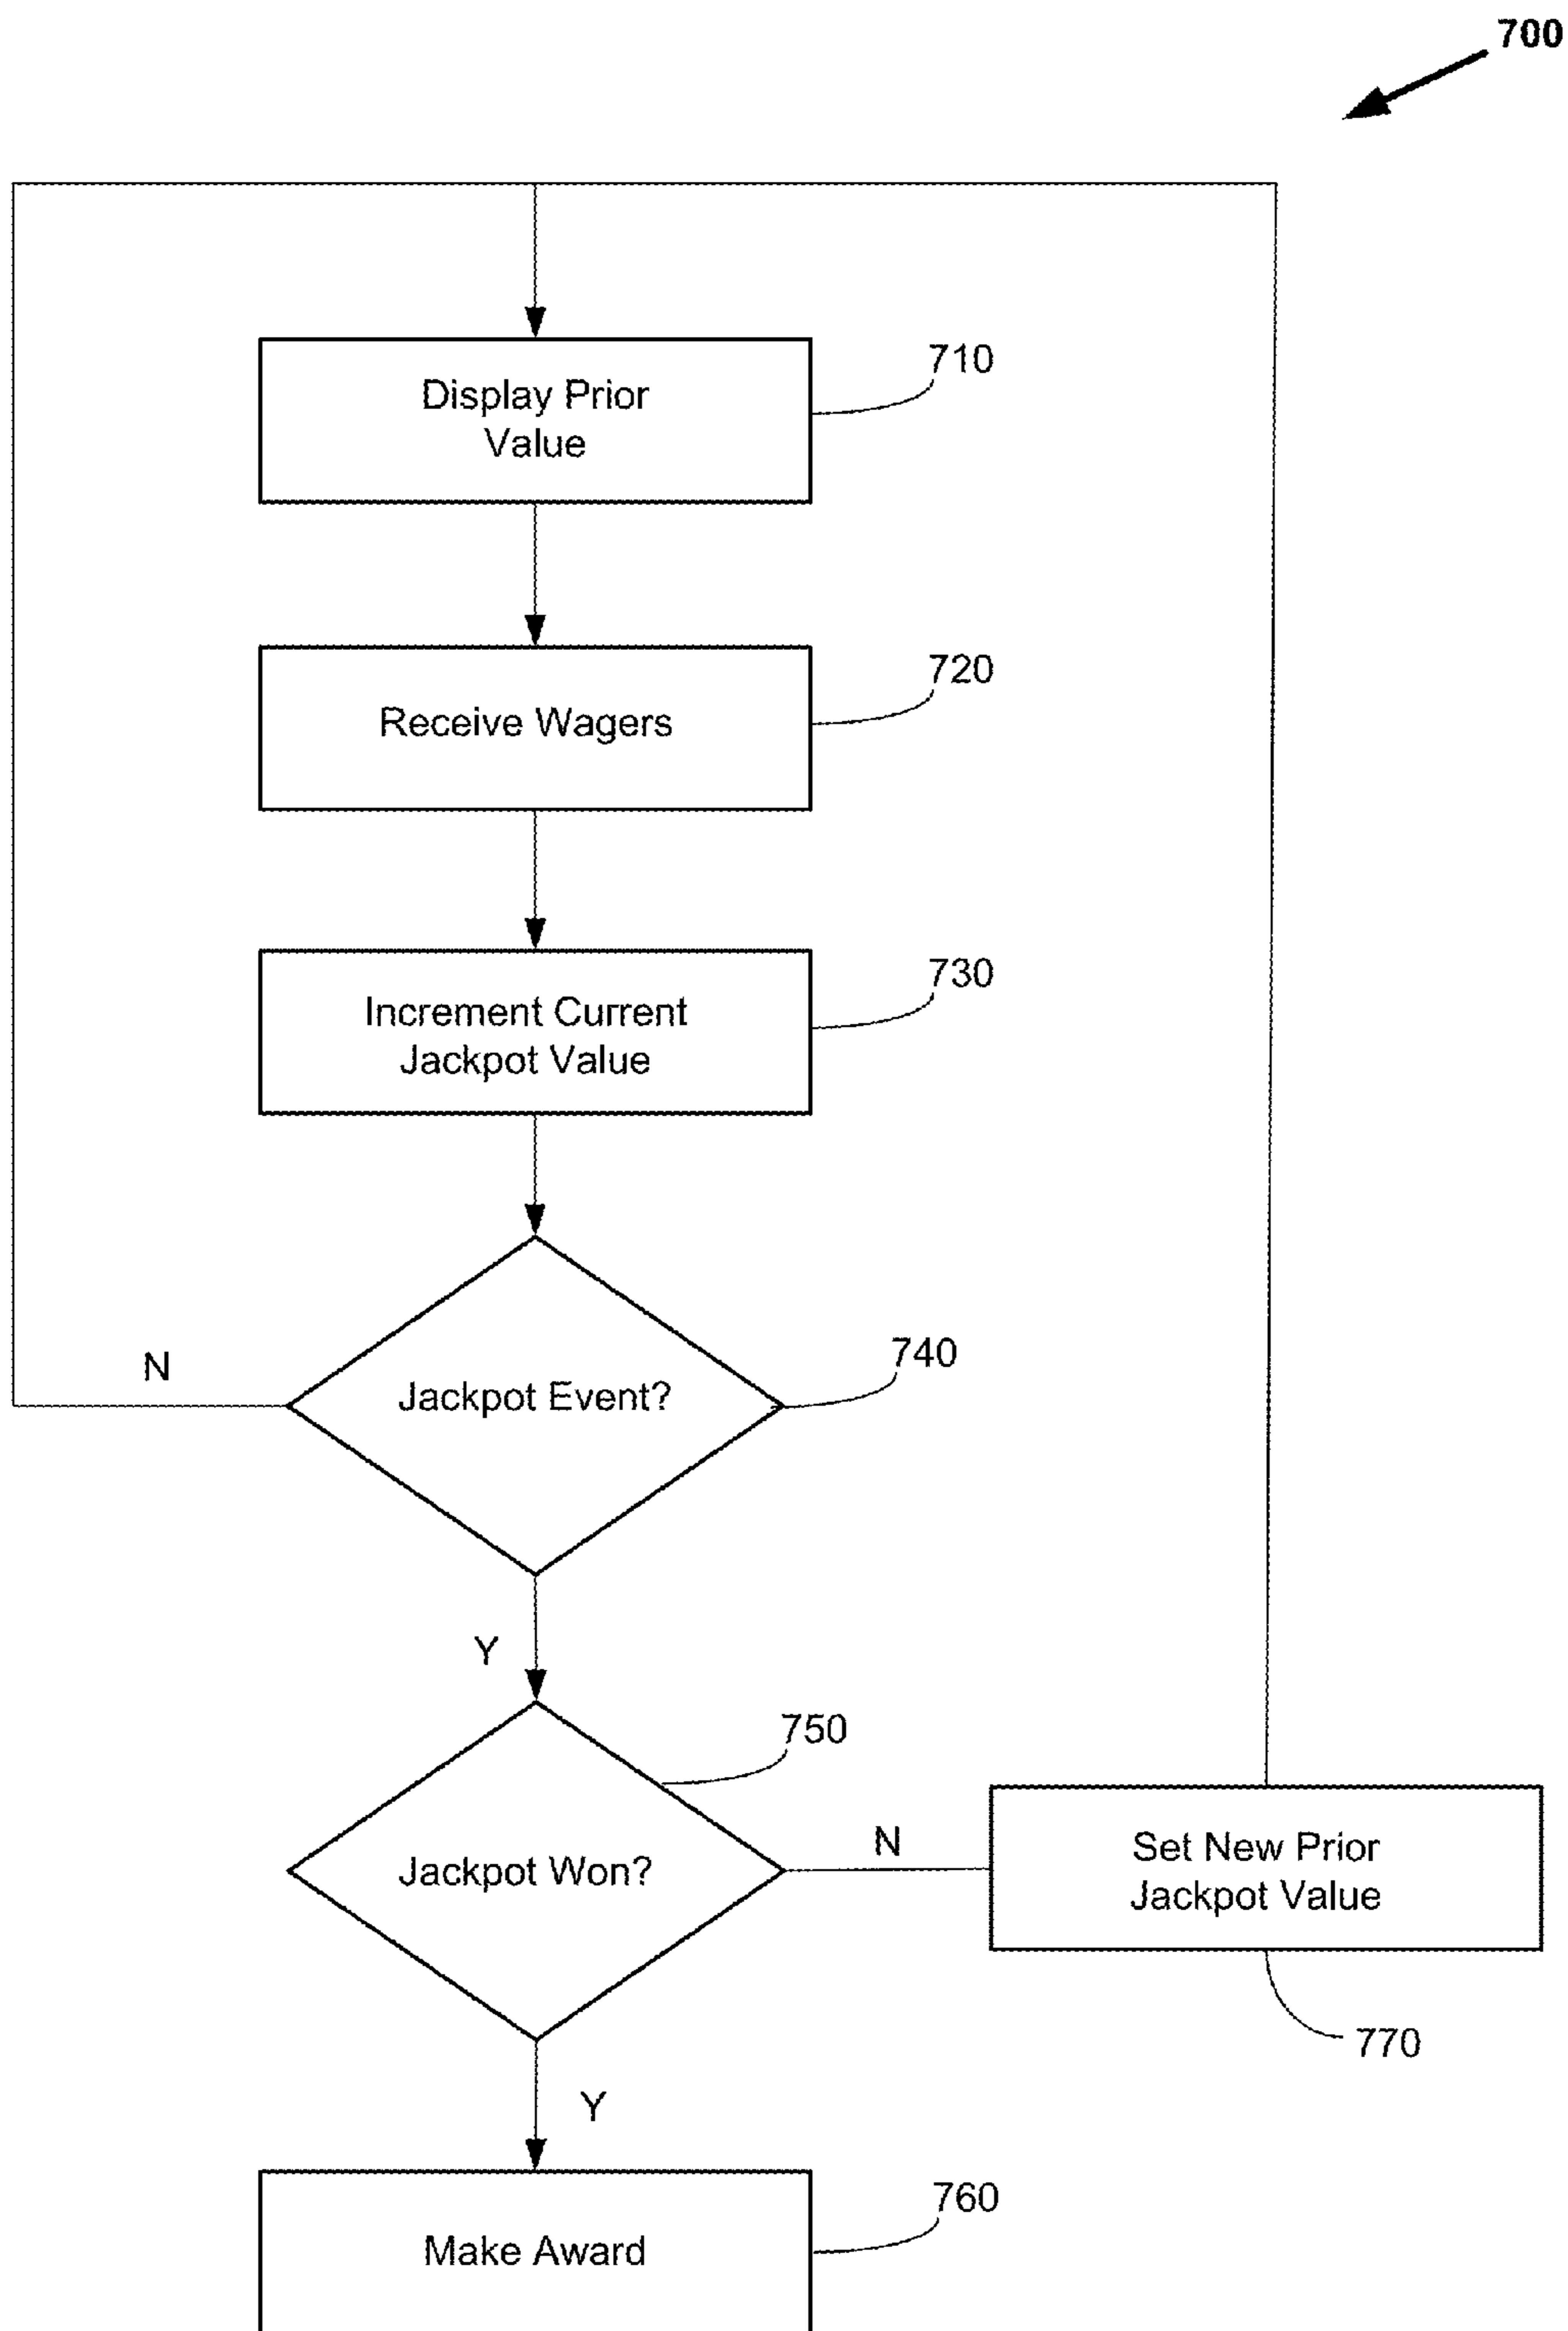 700
Display Prior
Value
710
Receive Wagers
720
Increment Current
Jackpot Value
730
Jackpot Event?
740
N
Y
Jackpot Won?
750
N
Set New Prior
Jackpot Value
770
Y
Make Award
760